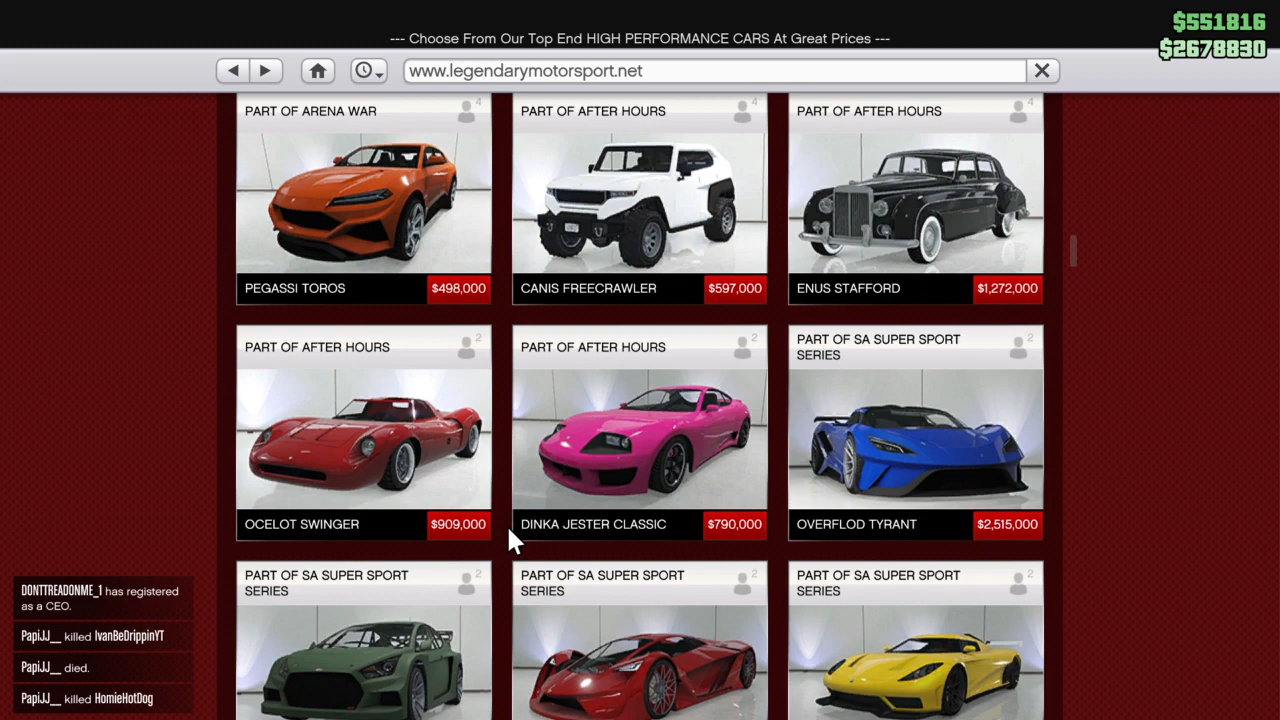 $551816
--- Choose From Our Top End HIGH PERFORMANCE CARS At Great Prices ---
$2678830
www.legendarymotorsport.net
PART OF ARENA WAR
4
PART OF AFTER HOURS
4
PART OF AFTER HOURS
4
PEGASSI TOROS
$498,000
CANIS FREECRAWLER
$597,000
ENUS STAFFORD
$1,272,000
PART OF AFTER HOURS
2
PART OF AFTER HOURS
2
PART OF SA SUPER SPORT
SERIES
2
OCELOT SWINGER
$909,000
DINKA JESTER CLASSIC
$790,000
OVERFLOD TYRANT
$2,515,000
PART OF SA SUPER SPORT
SERIES
2
PART OF SA SUPER SPORT
SERIES
2
PART OF SA SUPER SPORT
SERIES
2
DONTTREADONME_1 has registered
as a CEO.
PapiJJ__ killed IvanBeDrippinYT
PapiJJ__ died.
PapiJJ__ killed HomieHotDog